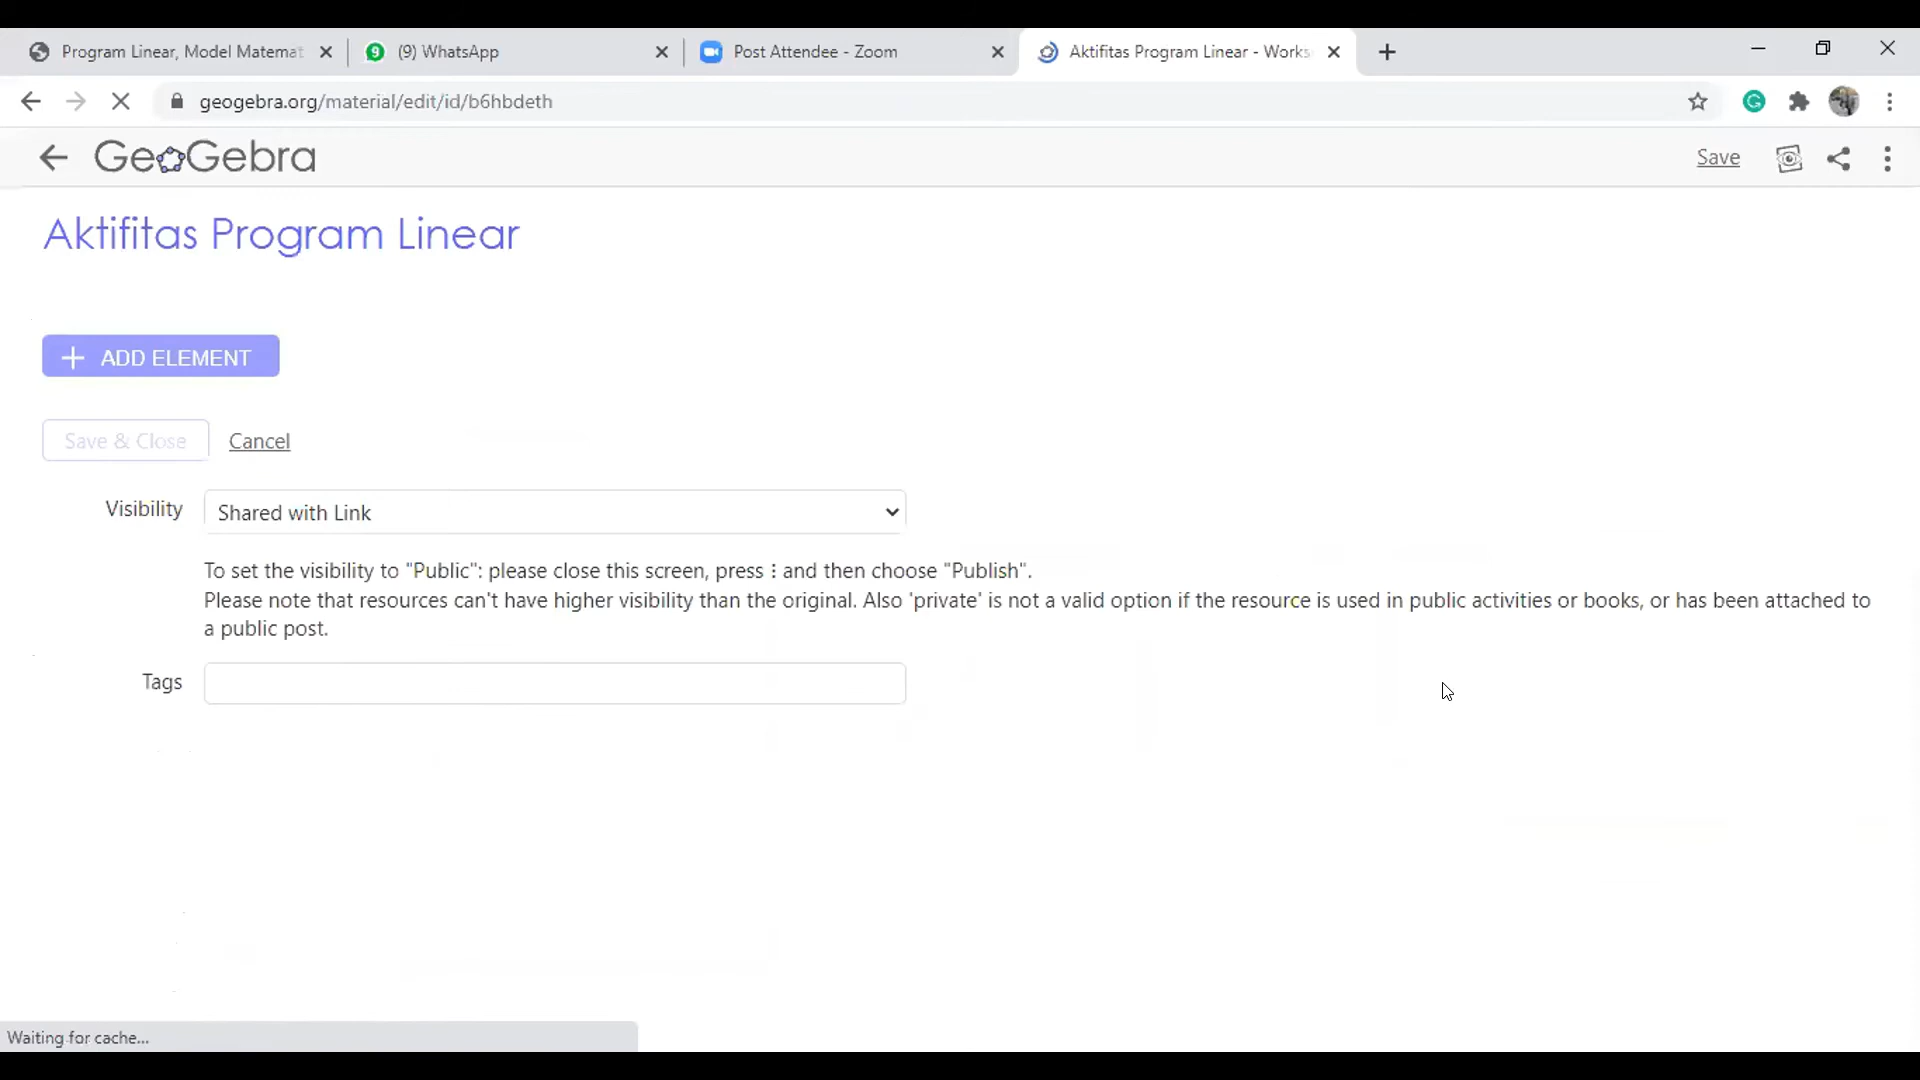 Program Linear, Model Matemat
(9) WhatsApp
Post Attendee - Zoom
Aktifitas Program Linear - Works
geogebra.org/material/edit/id/b6hbdeth
GeoGebra
Save
Aktifitas Program Linear
+ ADD ELEMENT
Save & Close
Cancel
Visibility
Shared with Link
To set the visibility to "Public": please close this screen, press ⋮ and then choose "Publish".
Please note that resources can't have higher visibility than the original. Also 'private' is not a valid option if the resource is used in public activities or books, or has been attached to
a public post.
Tags
Waiting for cache...